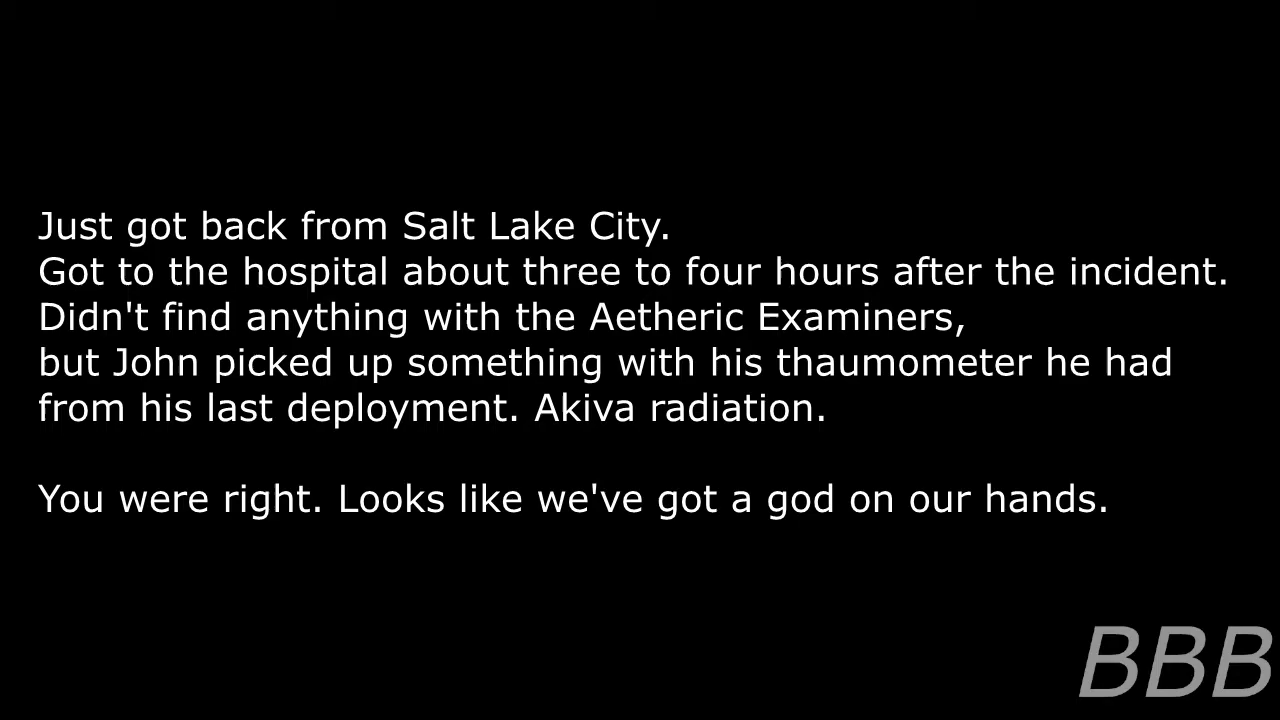 Just got back from Salt Lake City.
Got to the hospital about three to four hours after the incident.
Didn't find anything with the Aetheric Examiners,
but John picked up something with his thaumometer he had
from his last deployment. Akiva radiation.
You were right. Looks like we've got a god on our hands.
BBB